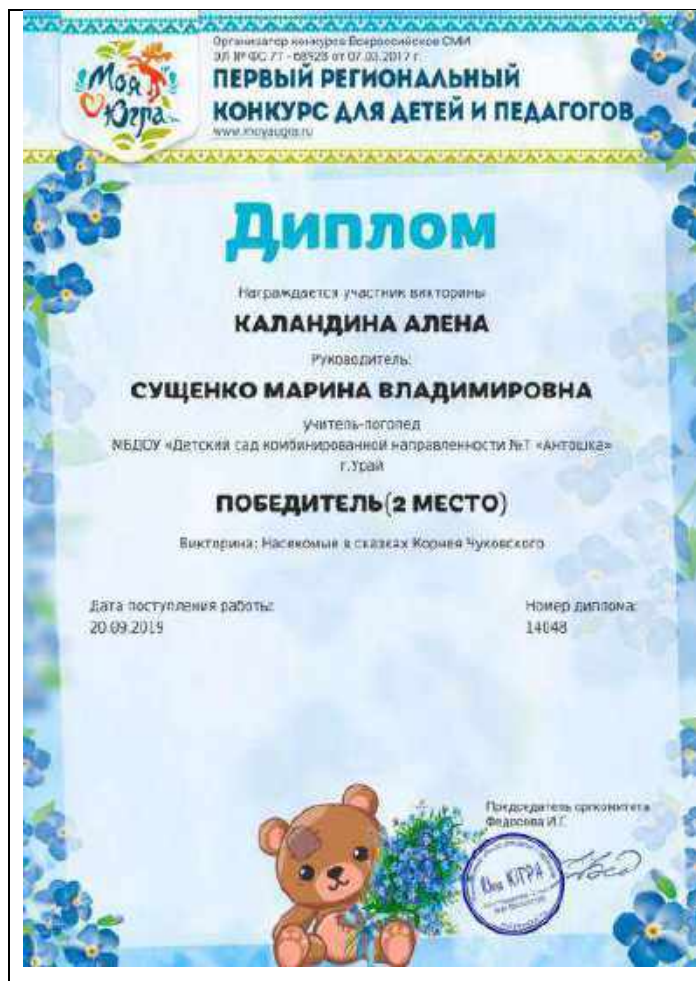 Моя
Югра
Организатор конкурса Всероссийское СМИ
ЭЛ № ФС 77 - 68928 от 07.03.2017 г.
ПЕРВЫЙ РЕГИОНАЛЬНЫЙ
КОНКУРС ДЛЯ ДЕТЕЙ И ПЕДАГОГОВ
www.moyaugra.ru
Диплом
Награждается участник викторины
КАЛАНДИНА АЛЕНА
Руководитель:
СУЩЕНКО МАРИНА ВЛАДИМИРОВНА
учитель-логопед
МБДОУ «Детский сад комбинированной направленности №7 «Антошка»
г.Урай
ПОБЕДИТЕЛЬ(2 МЕСТО)
Викторина: Насекомые в сказках Корнея Чуковского
Дата поступления работы:
20.09.2019
Номер диплома:
14048
Председатель оргкомитета
Федосова И.Г.
Моя ЮГРА